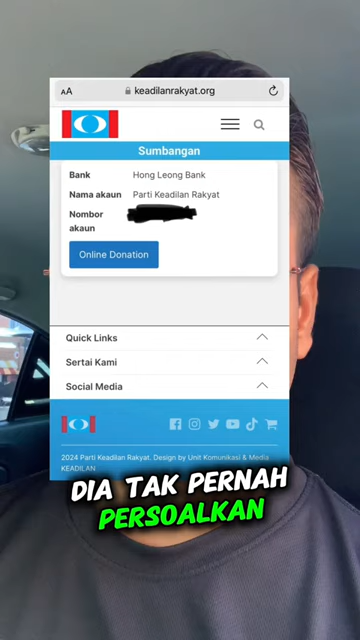 AA keadilanrakyat.org
Sumbangan
Bank Hong Leong Bank
Nama akaun Parti Keadilan Rakyat
Nombor
akaun
Online Donation
Quick Links
Sertai Kami
Social Media
2024 Parti Keadilan Rakyat. Design by Unit Komunikasi & Media
KEADILAN
DIA TAK PERNAH
PERSOALKAN